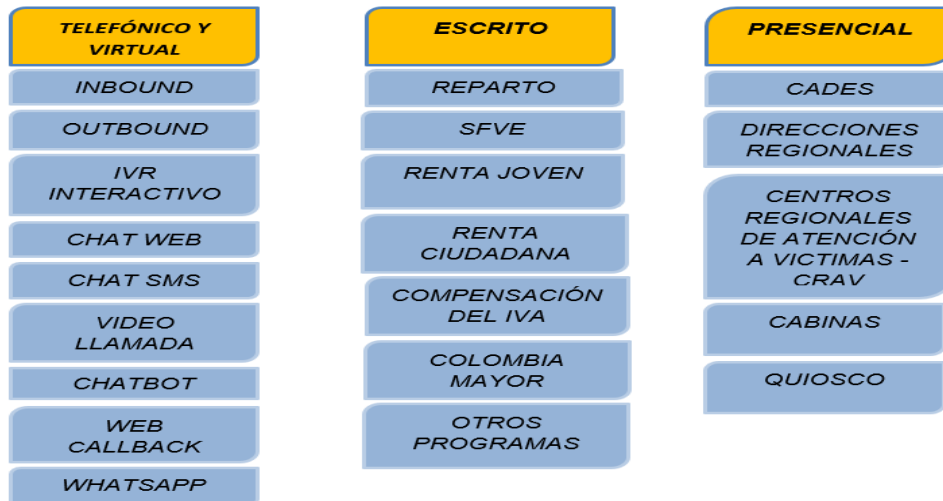 TELEFÓNICO Y
VIRTUAL
INBOUND
OUTBOUND
IVR
INTERACTIVO
CHAT WEB
CHAT SMS
VIDEO
LLAMADA
CHATBOT
WEB
CALLBACK
WHATSAPP
ESCRITO
REPARTO
SFVE
RENTA JOVEN
RENTA
CIUDADANA
COMPENSACIÓN
DEL IVA
COLOMBIA
MAYOR
OTROS
PROGRAMAS
PRESENCIAL
CADES
DIRECCIONES
REGIONALES
CENTROS
REGIONALES
DE ATENCIÓN
A VICTIMAS -
CRAV
CABINAS
QUIOSCO